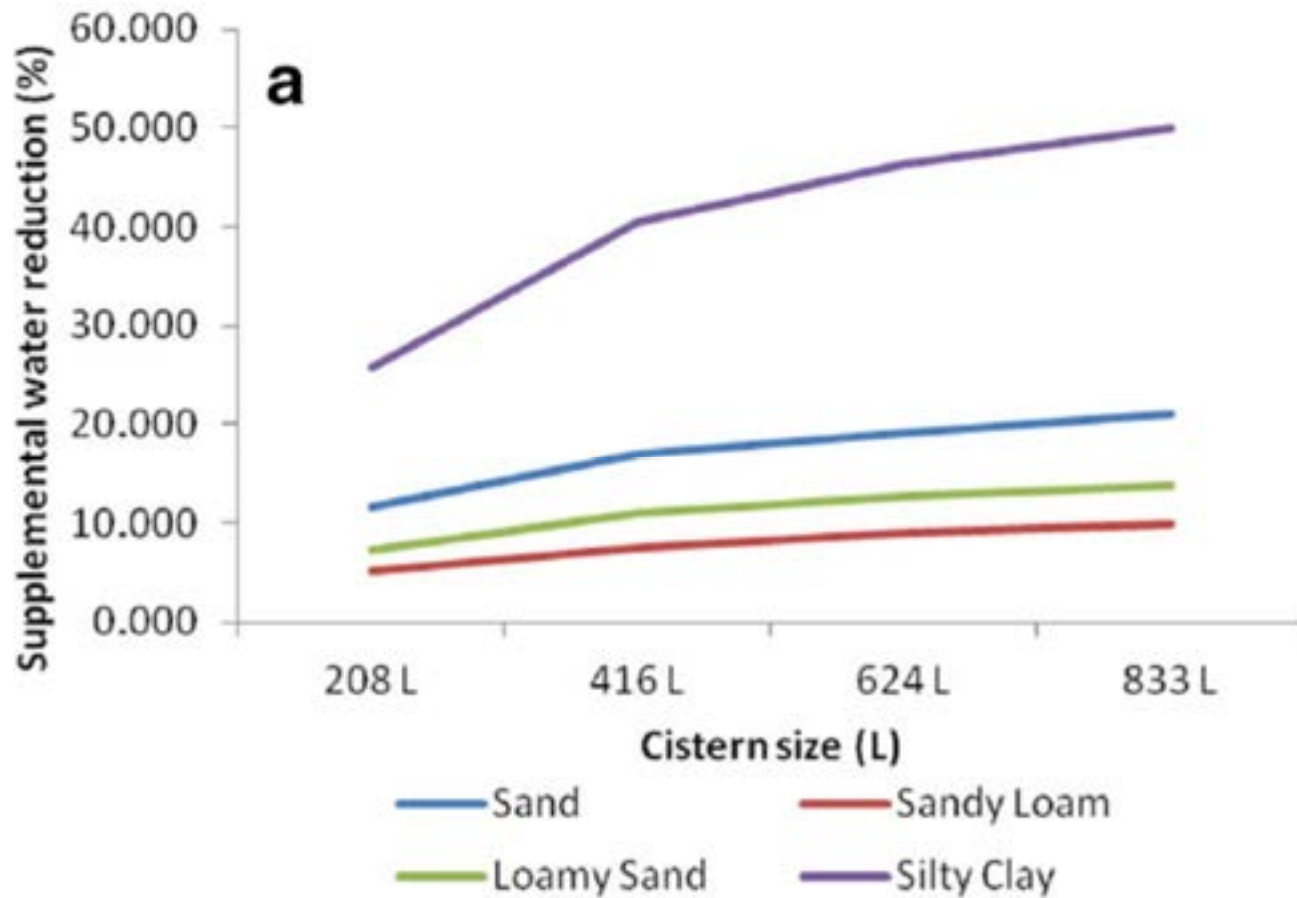 Supplemental water reduction (%)
60.000
50.000
40.000
30.000
20.000
10.000
0.000
a
208 L
416 L
624 L
833 L
Cistern size (L)
Sand
Sandy Loam
Loamy Sand
Silty Clay